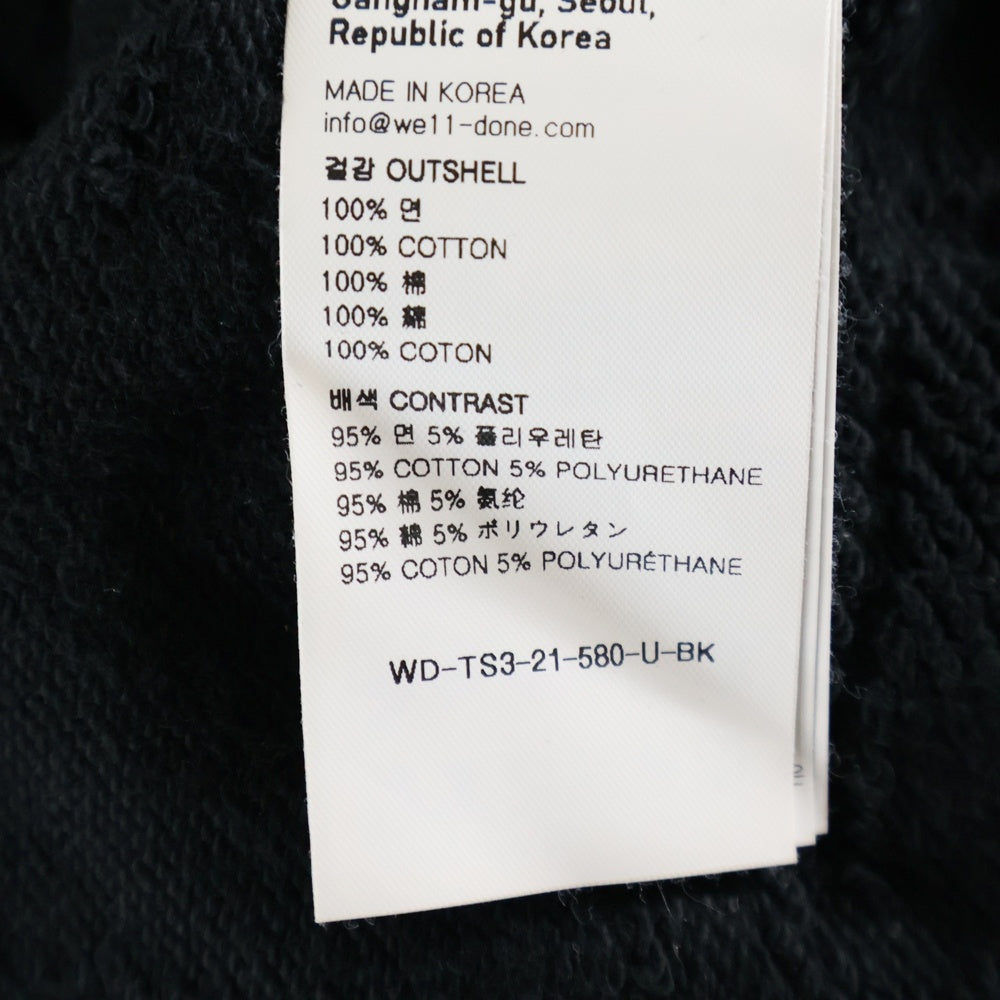 Gangnam-gu, Seoul,
Republic of Korea
MADE IN KOREA
info@we11-done.com
겉감 OUTSHELL
100% 면
100% COTTON
100% 棉
100% 綿
100% COTON
배색 CONTRAST
95% 면 5% 폴리우레탄
95% COTTON 5% POLYURETHANE
95% 棉 5% 氨纶
95% 綿 5% ポリウレタン
95% COTON 5% POLYURÉTHANE
WD-TS3-21-580-U-BK